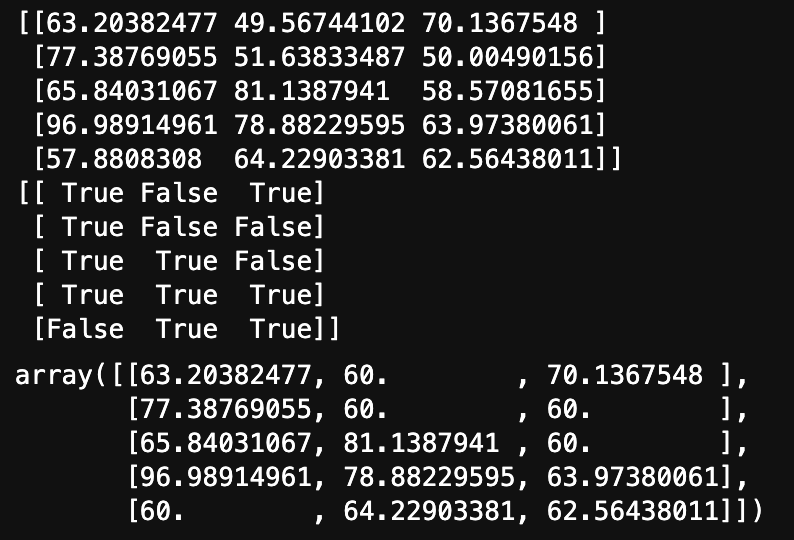 [[63.20382477 49.56744102 70.1367548 ]
 [77.38769055 51.63833487 50.00490156]
 [65.84031067 81.1387941  58.57081655]
 [96.98914961 78.88229595 63.97380061]
 [57.8808308  64.22903381 62.56438011]]
[[ True False  True]
 [ True False False]
 [ True  True False]
 [ True  True  True]
 [False  True  True]]
array([[63.20382477, 60.        , 70.1367548 ],
       [77.38769055, 60.        , 60.        ],
       [65.84031067, 81.1387941 , 60.        ],
       [96.98914961, 78.88229595, 63.97380061],
       [60.        , 64.22903381, 62.56438011]])